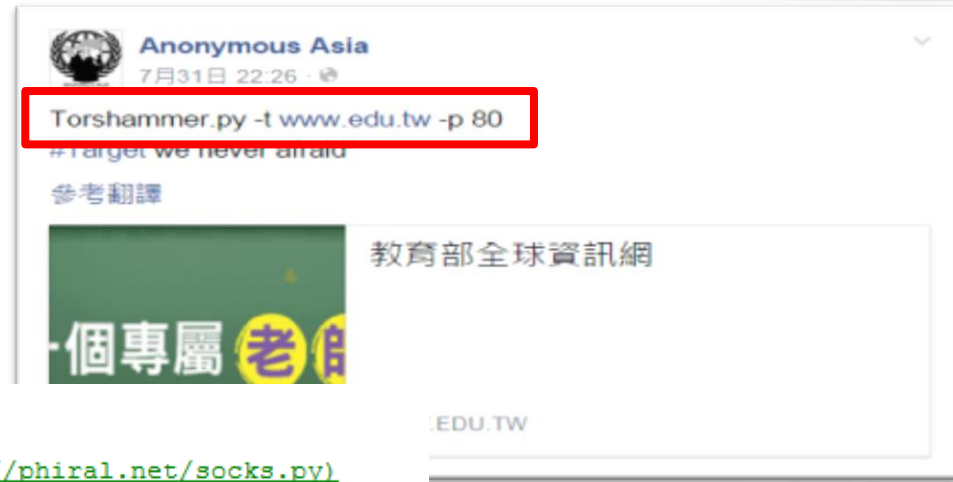 Anonymous Asia
7月31日 22:26
Torshammer.py -t www.edu.tw -p 80
#Target we never afraid
參考翻譯
教育部全球資訊網
一個專屬 老師
.EDU.TW
//phiral.net/socks.py)